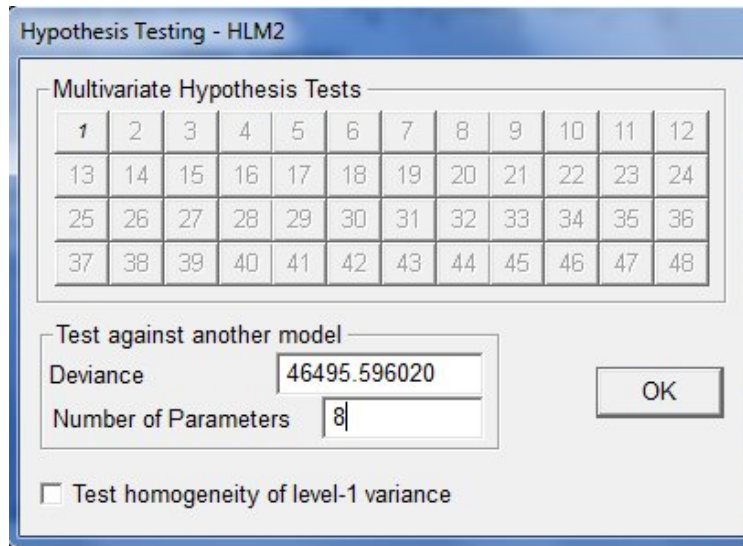 Hypothesis Testing - HLM2
Multivariate Hypothesis Tests
1 2 3 4 5 6 7 8 9 10 11 12
13 14 15 16 17 18 19 20 21 22 23 24
25 26 27 28 29 30 31 32 33 34 35 36
37 38 39 40 41 42 43 44 45 46 47 48
Test against another model
Deviance 46495.596020
Number of Parameters 8
OK
Test homogeneity of level-1 variance